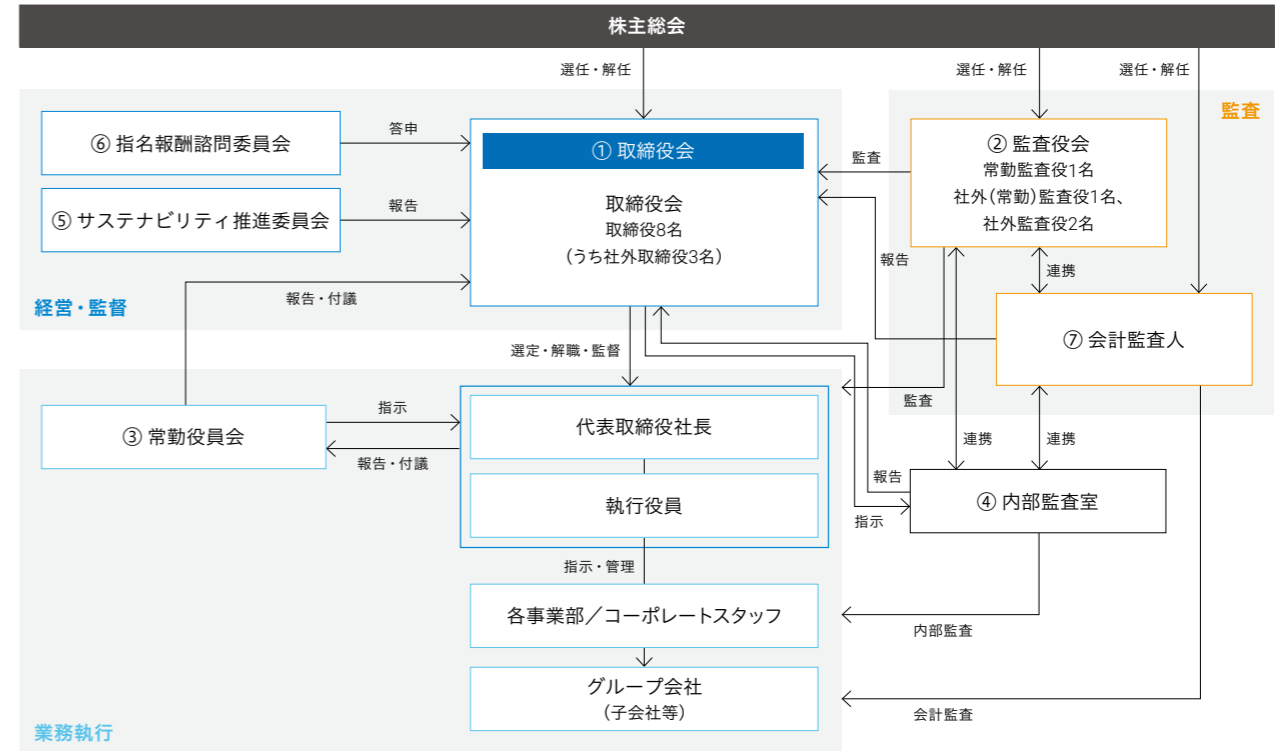 株主総会
選任・解任
選任・解任
選任・解任
監査
⑥ 指名報酬諮問委員会
答申
① 取締役会
取締役会
取締役8名
(うち社外取締役3名)
監査
② 監査役会
常勤監査役1名
社外(常勤)監査役1名、
社外監査役2名
⑤ サステナビリティ推進委員会
報告
報告
連携
報告・付議
経営・監督
⑦ 会計監査人
選定・解職・監督
監査
③ 常勤役員会
指示
報告・付議
代表取締役社長
執行役員
連携
連携
報告
指示
④ 内部監査室
指示・管理
各事業部／コーポレートスタッフ
内部監査
グループ会社
(子会社等)
会計監査
業務執行